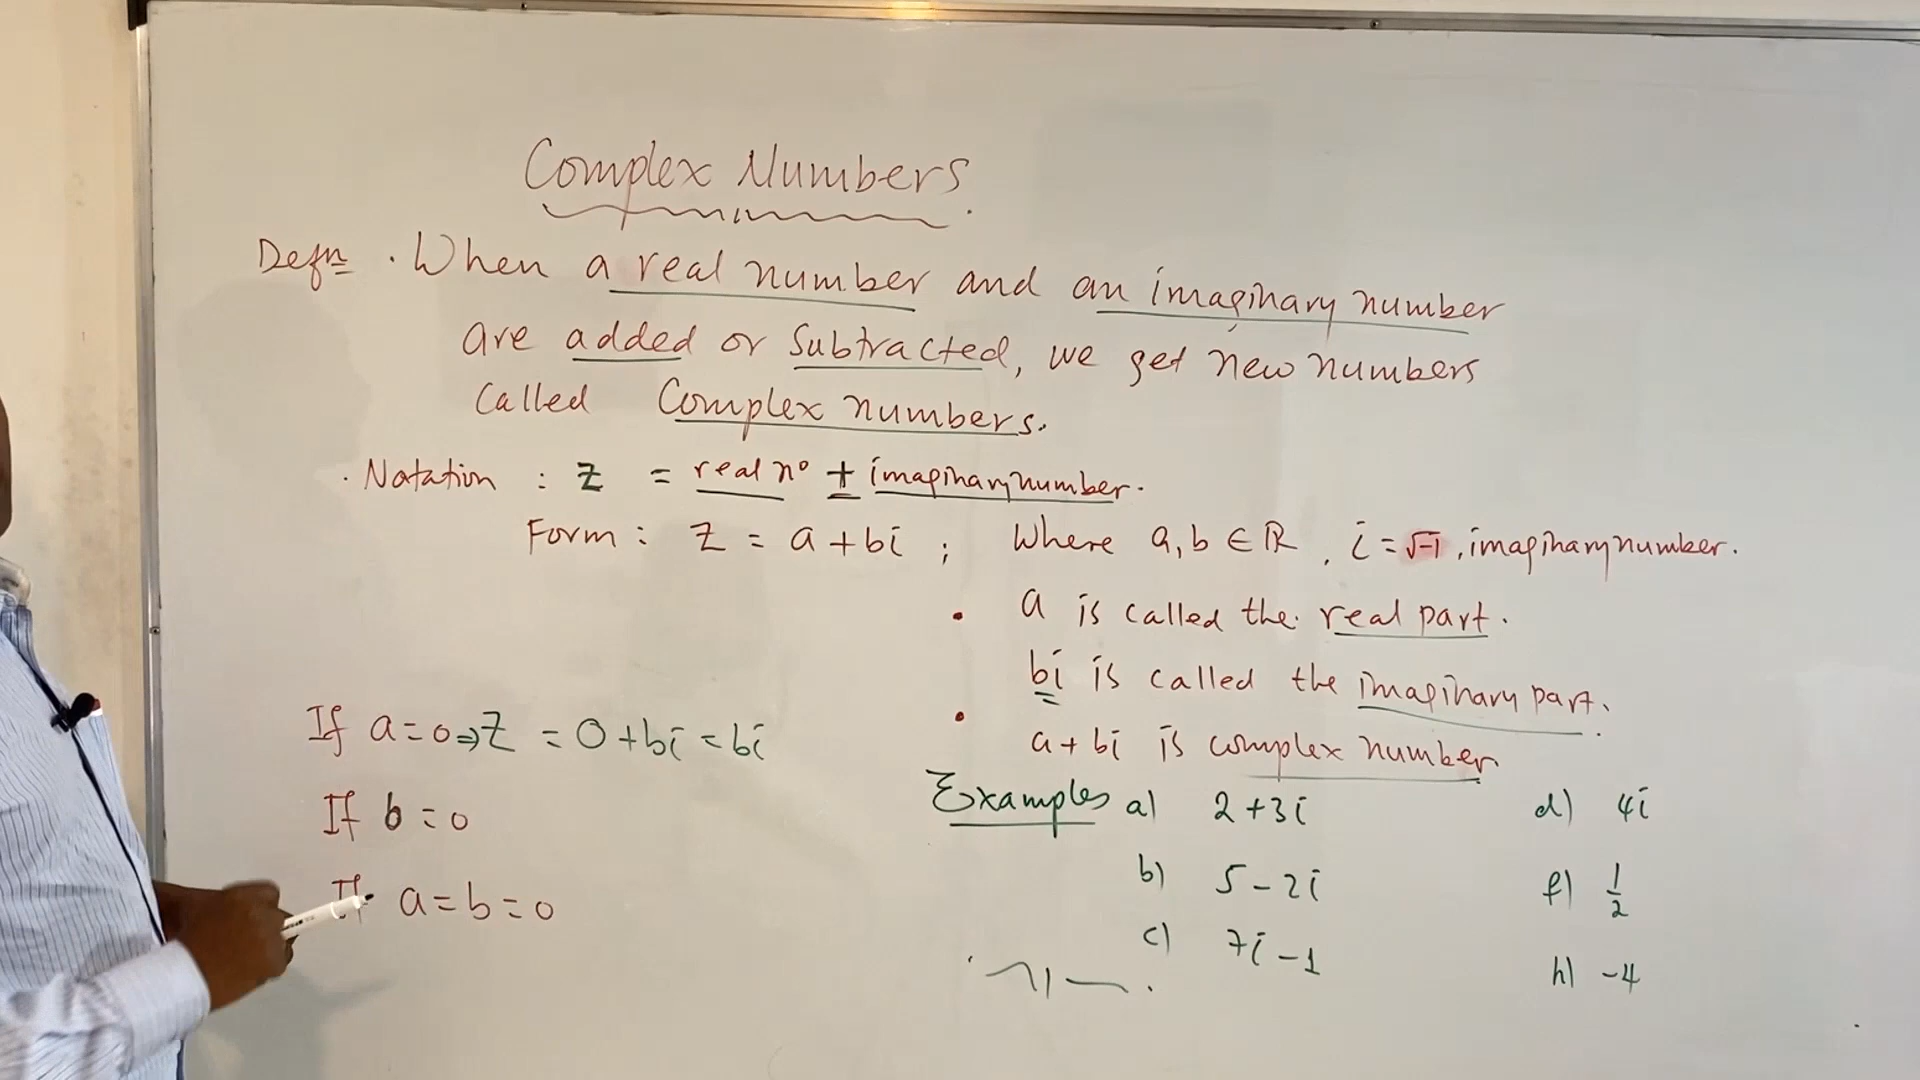 Complex Numbers.
Defn . When a real number and an imaginary number
are added or subtracted, we get new numbers
called Complex numbers.
. Notation : Z = real nº ± imaginary number.
Form : Z = a + bi ; Where a, b ∈ ℝ, i = √-1, imaginary number.
• a is called the real part.
bi is called the imaginary part.
• a + bi is complex number.
If a = 0 ⇒ Z = 0 + bi = bi
If b = 0
If a = b = 0
Examples a) 2 + 3i
b) 5 - 2i
c) 7i - 1
d) 4i
f) 1/2
h) -4